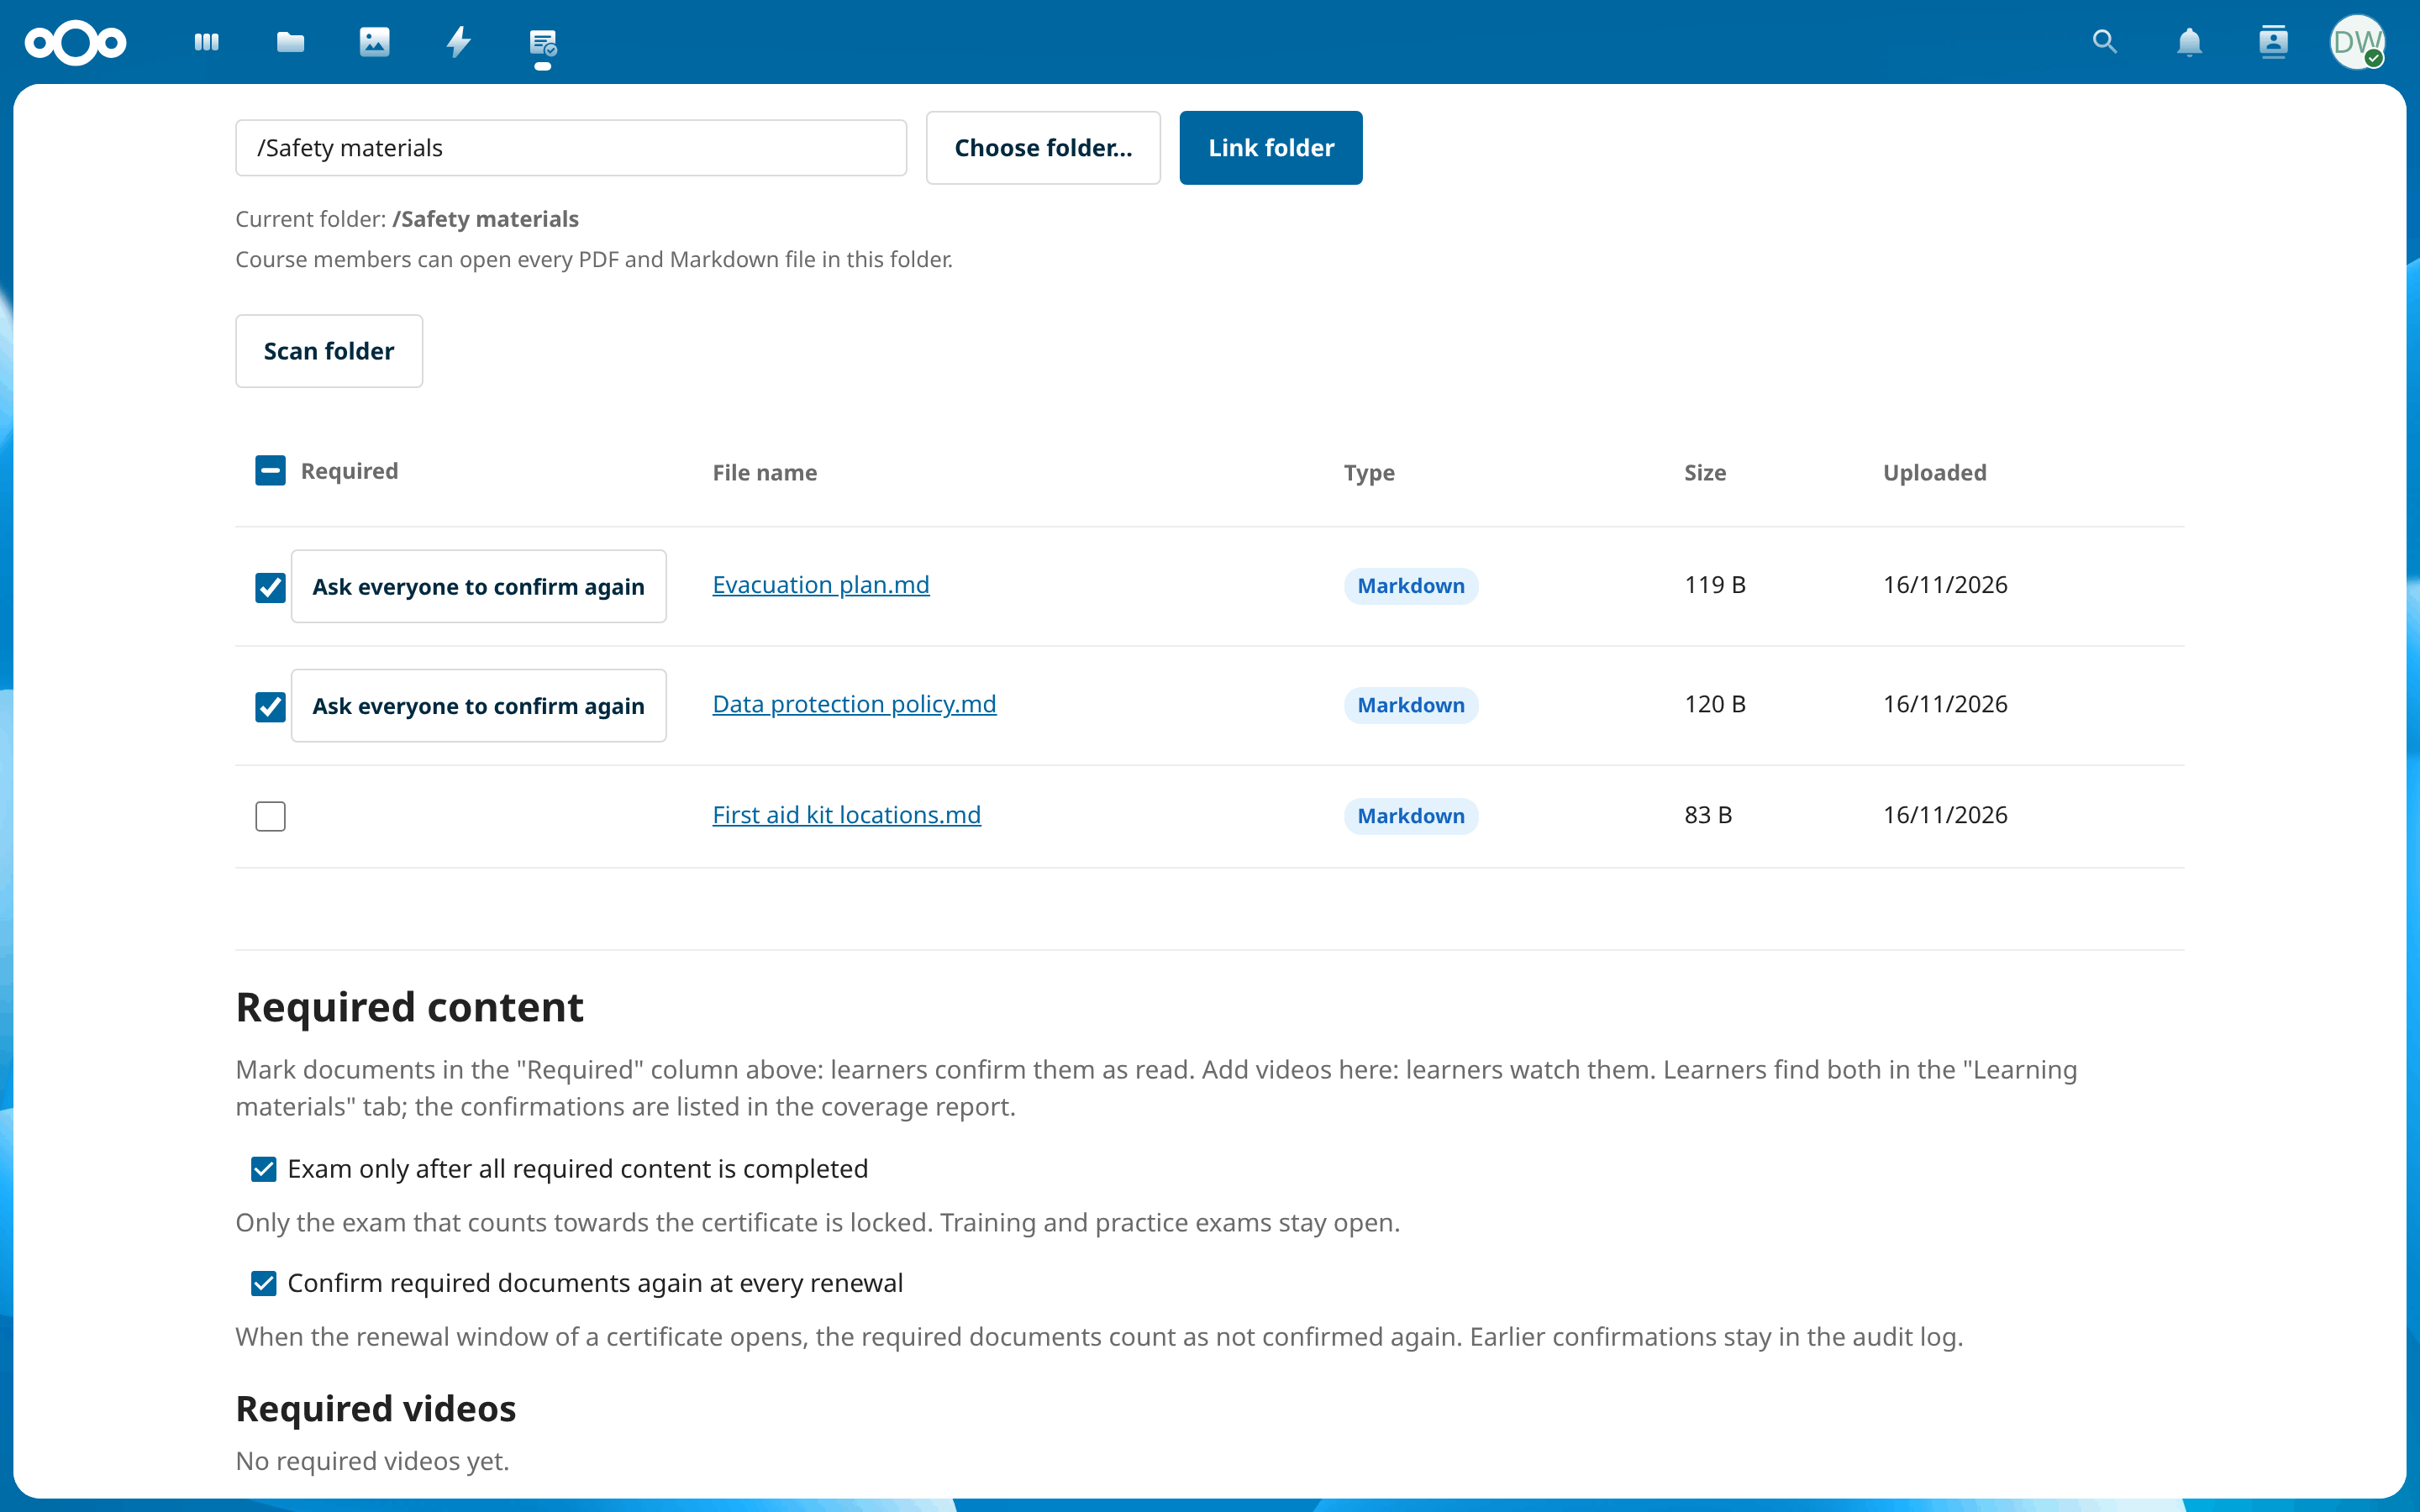 DW
/Safety materials
Choose folder...
Link folder
Current folder: /Safety materials
Course members can open every PDF and Markdown file in this folder.
Scan folder
Required File name Type Size Uploaded
Ask everyone to confirm again Evacuation plan.md Markdown 119 B 16/11/2026
Ask everyone to confirm again Data protection policy.md Markdown 120 B 16/11/2026
First aid kit locations.md Markdown 83 B 16/11/2026
Required content
Mark documents in the "Required" column above: learners confirm them as read. Add videos here: learners watch them. Learners find both in the "Learning
materials" tab; the confirmations are listed in the coverage report.
Exam only after all required content is completed
Only the exam that counts towards the certificate is locked. Training and practice exams stay open.
Confirm required documents again at every renewal
When the renewal window of a certificate opens, the required documents count as not confirmed again. Earlier confirmations stay in the audit log.
Required videos
No required videos yet.